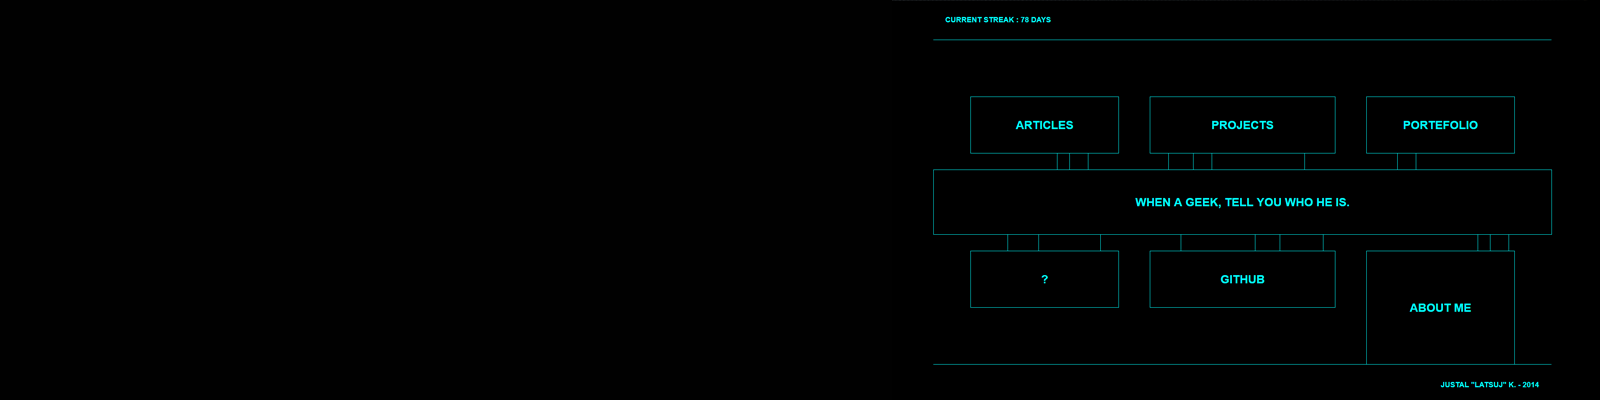 CURRENT STREAK : 78 DAYS
ARTICLES
PROJECTS
PORTEFOLIO
WHEN A GEEK, TELL YOU WHO HE IS.
?
GITHUB
ABOUT ME
JUSTAL "LATSUJ" K. - 2014